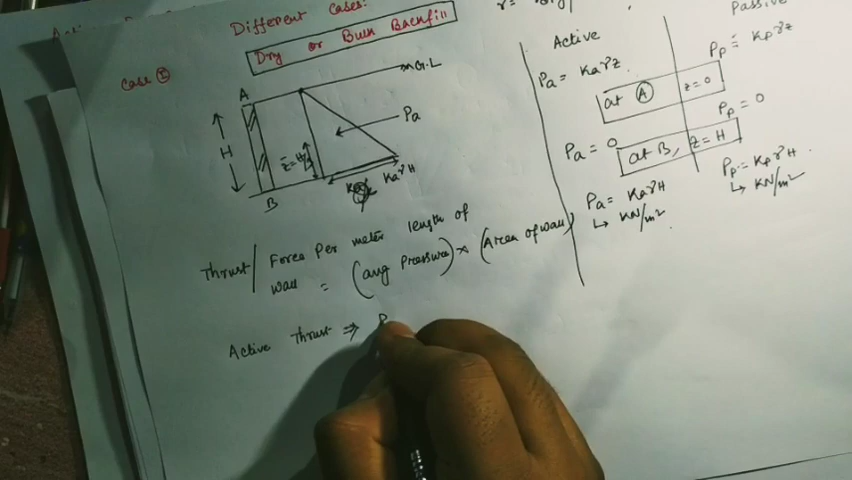 Different Cases:
Dry or Bulk Backfill
Case I
G.L
A
H
B
Pa
z̄ = H/3
Ka γ H
Thrust / Force Per meter length of
wall = (avg Pressure) × (Area of wall)
Active Thrust ⇒ P
Active
Pa = Ka γ z
at A z=0
Pa = 0
at B, z = H
Pa = Ka γ H
↳ KN/m²
Passive
Pp = Kp γ z
Pp = 0
Pp = Kp γ H
↳ KN/m²